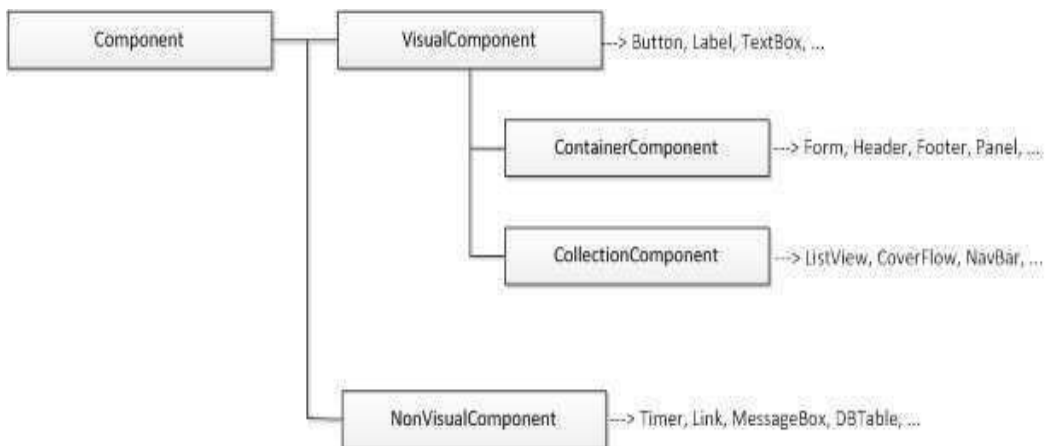 Component
VisualComponent
---> Button, Label, TextBox, ...
ContainerComponent
---> Form, Header, Footer, Panel, ...
CollectionComponent
---> ListView, CoverFlow, NavBar, ...
NonVisualComponent
---> Timer, Link, MessageBox, DBTable, ...